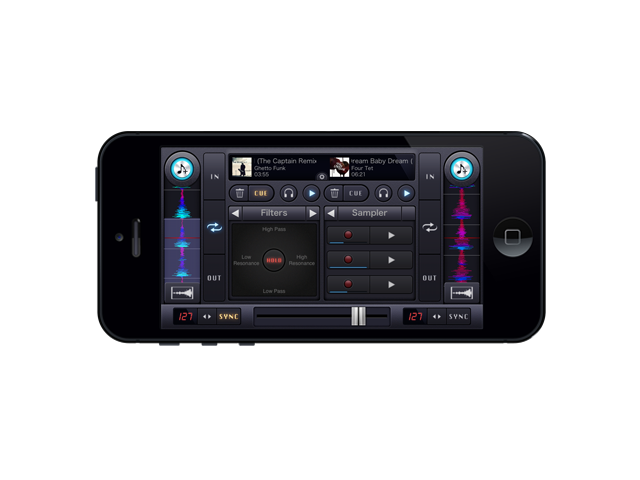 (The Captain Remix
Ghetto Funk
03:55
ream Baby Dream (
Four Tet
06:27
IN
CUE
CUE
IN
Filters
Sampler
High Pass
Low Resonance
HOLD
High Resonance
Low Pass
OUT
OUT
127
SYNC
127
SYNC